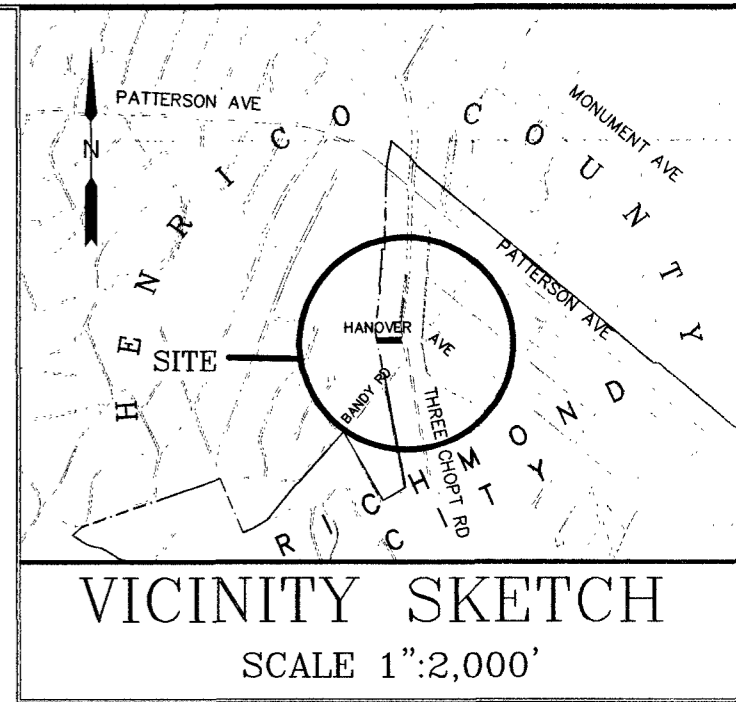 PATTERSON AVE
MONUMENT AVE
N
HENRICO COUNTY
PATTERSON AVE
HANOVER AVE
SITE
BANDY RD.
THREE CHOPT RD
RICHMOND
CITY
VICINITY SKETCH
SCALE 1":2,000'